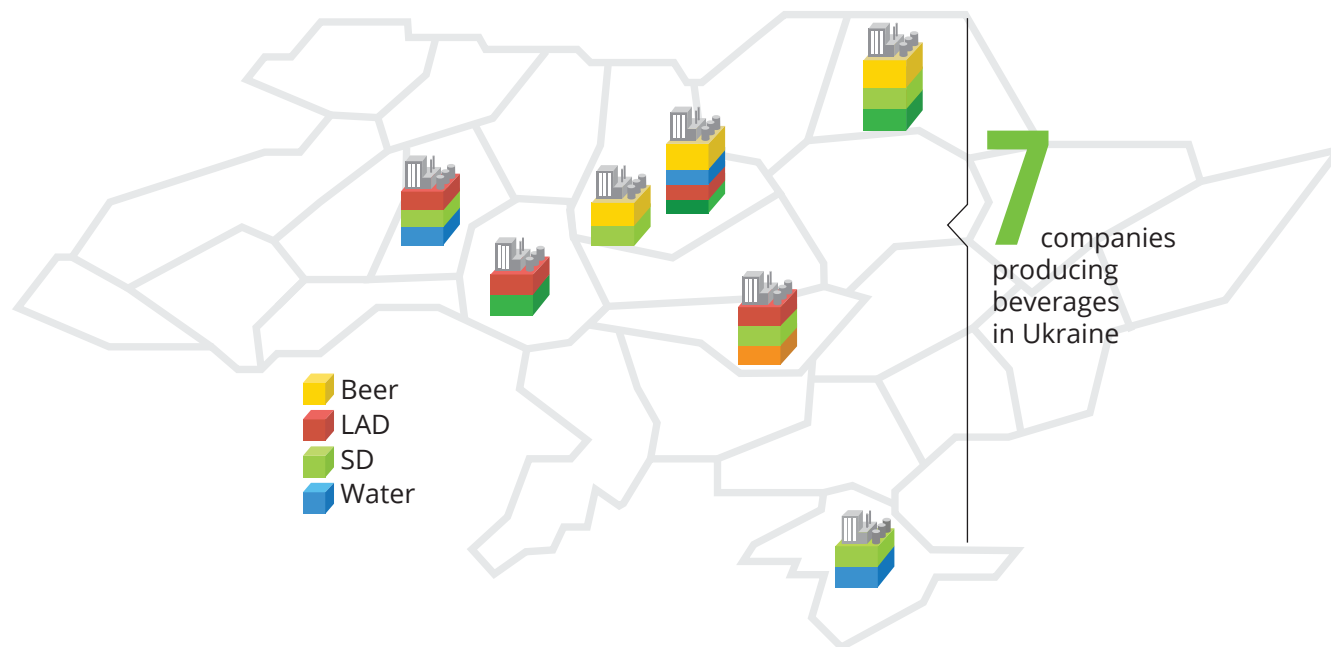 7
companies
producing
beverages
in Ukraine
Beer
LAD
SD
Water